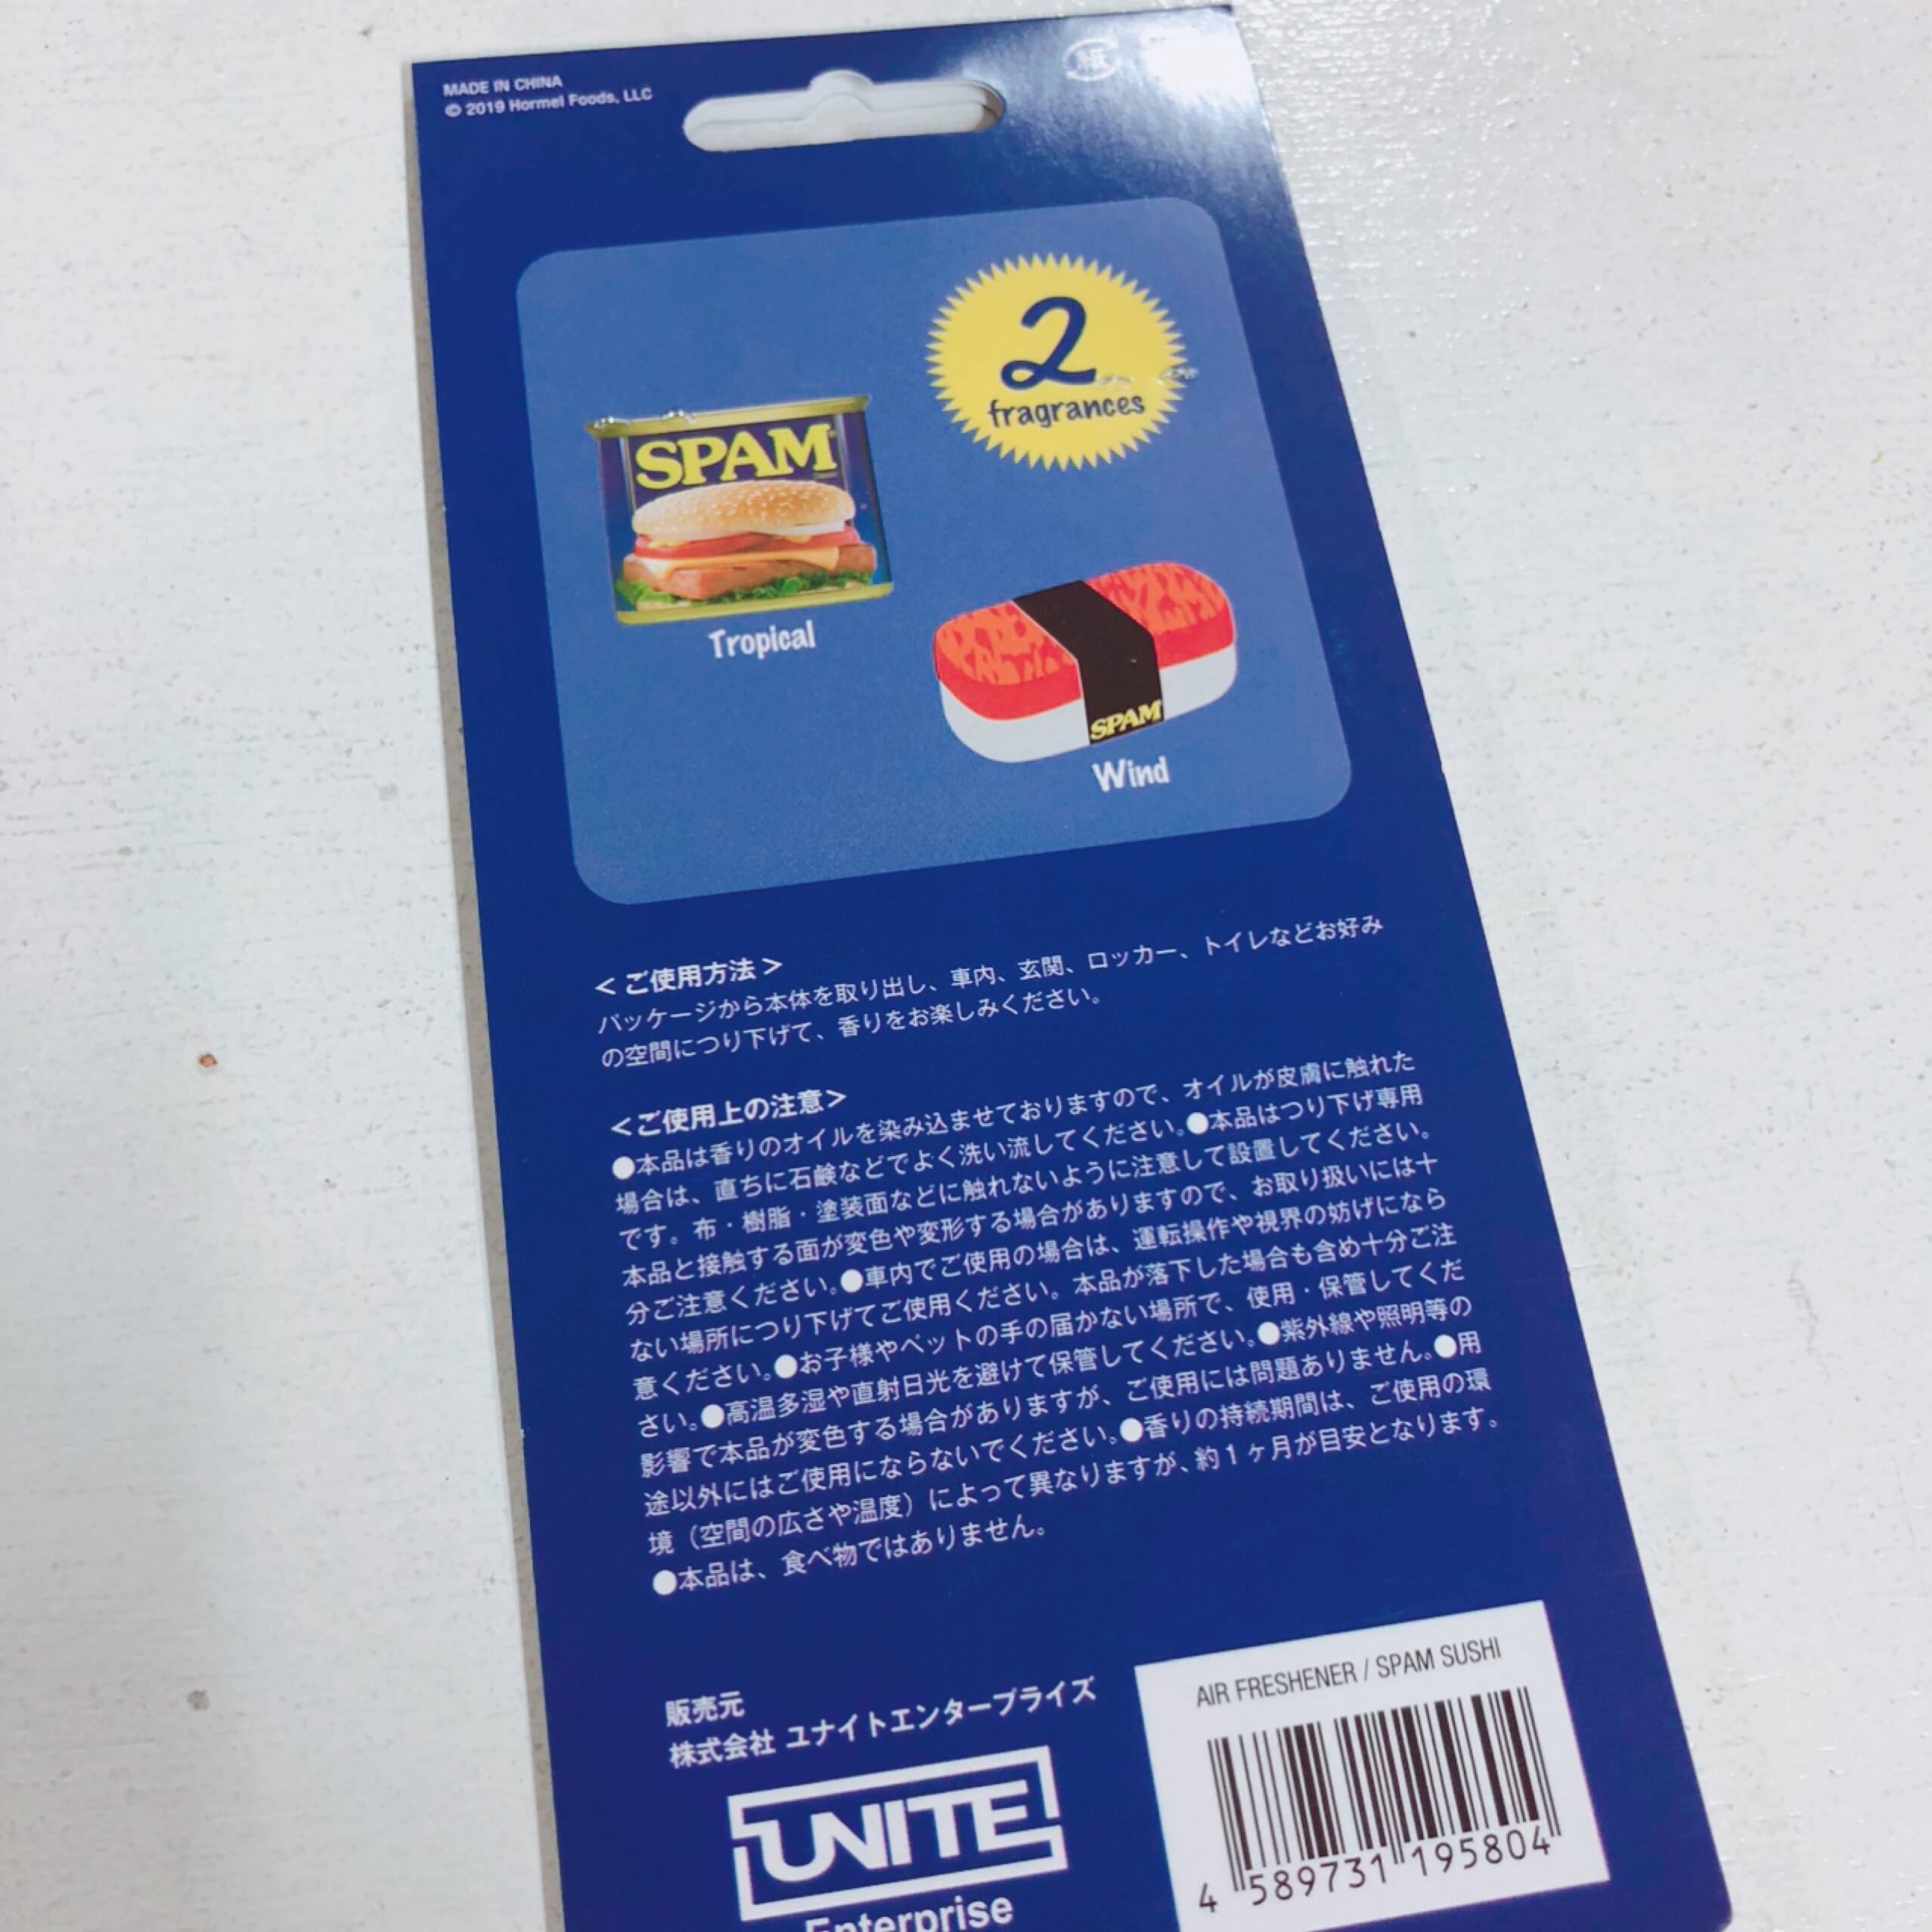 MADE IN CHINA
© 2019 Hormel Foods, LLC
紙
2
fragrances
SPAM
Tropical
SPAM
Wind
＜ご使用方法＞
パッケージから本体を取り出し、車内、玄関、ロッカー、トイレなどお好み
の空間につり下げて、香りをお楽しみください。
＜ご使用上の注意＞
●本品は香りのオイルを染み込ませておりますので、オイルが皮膚に触れた
場合は、直ちに石鹸などでよく洗い流してください。●本品はつり下げ専用
です。布・樹脂・塗装面などに触れないように注意して設置してください。
本品と接触する面が変色や変形する場合がありますので、お取り扱いには十
分ご注意ください。●車内でご使用の場合は、運転操作や視界の妨げになら
ない場所につり下げてご使用ください。本品が落下した場合も含め十分ご注
意ください。●お子様やペットの手の届かない場所で、使用・保管してくだ
さい。●高温多湿や直射日光を避けて保管してください。●紫外線や照明等の
影響で本品が変色する場合がありますが、ご使用には問題ありません。●用
途以外にはご使用にならないでください。●香りの持続期間は、ご使用の環
境（空間の広さや温度）によって異なりますが、約1ヶ月が目安となります。
●本品は、食べ物ではありません。
販売元
株式会社 ユナイトエンタープライズ
UNITE
Enterprise
AIR FRESHENER / SPAM SUSHI
4 589731 195804